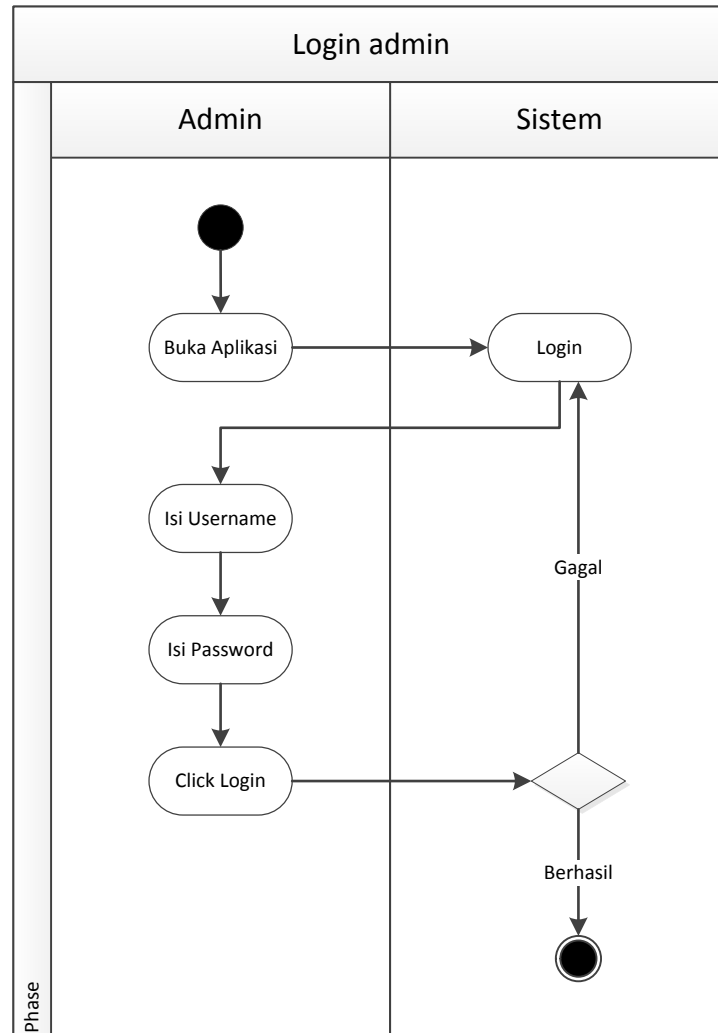 Login admin
Admin
Sistem
Buka Aplikasi
Login
Isi Username
Gagal
Isi Password
Click Login
Berhasil
Phase